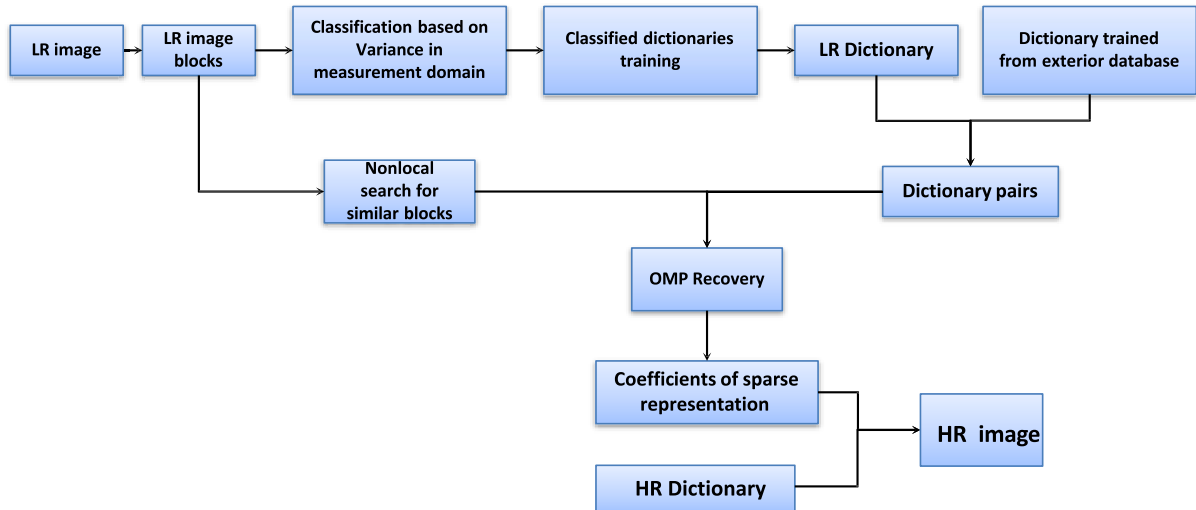 LR image
LR image
blocks
Classification based on
Variance in
measurement domain
Classified dictionaries
training
LR Dictionary
Dictionary trained
from exterior database
Nonlocal
search for
similar blocks
Dictionary pairs
OMP Recovery
Coefficients of sparse
representation
HR image
HR Dictionary